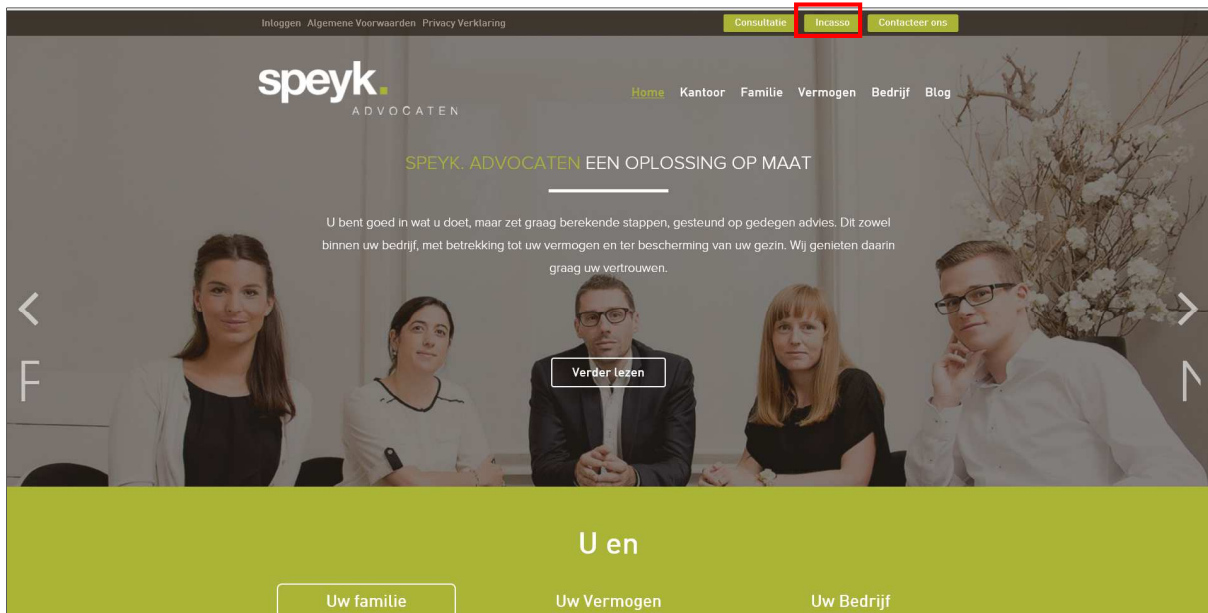 Inloggen Algemene Voorwaarden Privacy Verklaring
Consultatie Incasso Contacteer ons
speyk.
ADVOCATEN
Home Kantoor Familie Vermogen Bedrijf Blog
SPEYK. ADVOCATEN EEN OPLOSSING OP MAAT
U bent goed in wat u doet, maar zet graag berekende stappen, gesteund op gedegen advies. Dit zowel
binnen uw bedrijf, met betrekking tot uw vermogen en ter bescherming van uw gezin. Wij genieten daarin
graag uw vertrouwen.
Verder lezen
U en
Uw familie Uw Vermogen Uw Bedrijf